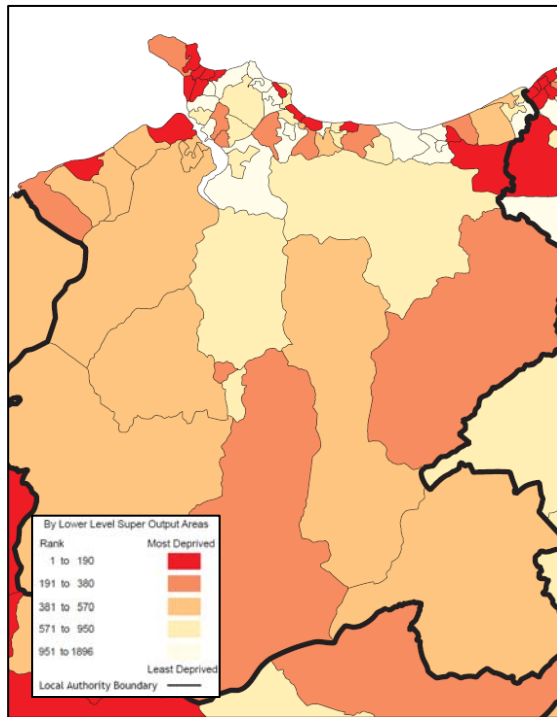 By Lower Level Super Output Areas
Rank Most Deprived
1 to 190
191 to 380
381 to 570
571 to 950
951 to 1896
Least Deprived
Local Authority Boundary